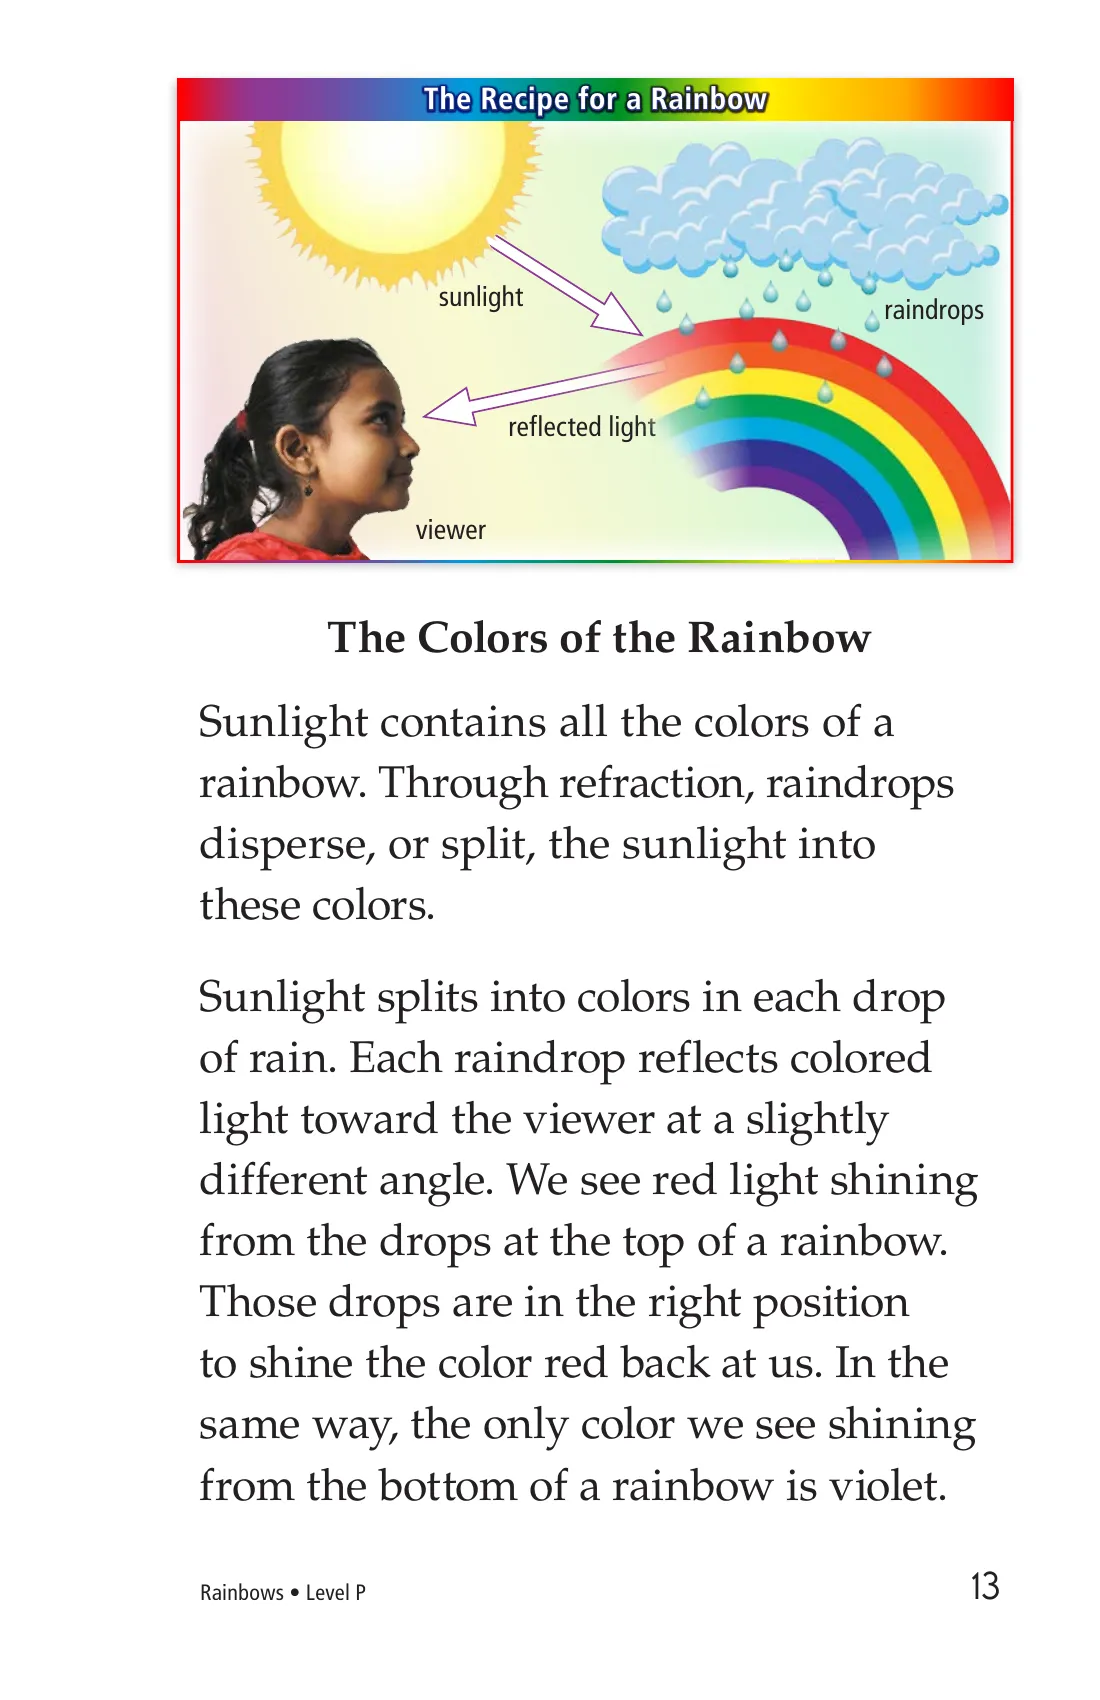 The Recipe for a Rainbow
sunlight
raindrops
reflected light
viewer
The Colors of the Rainbow
Sunlight contains all the colors of a
rainbow. Through refraction, raindrops
disperse, or split, the sunlight into
these colors.
Sunlight splits into colors in each drop
of rain. Each raindrop reflects colored
light toward the viewer at a slightly
different angle. We see red light shining
from the drops at the top of a rainbow.
Those drops are in the right position
to shine the color red back at us. In the
same way, the only color we see shining
from the bottom of a rainbow is violet.
Rainbows • Level P
13